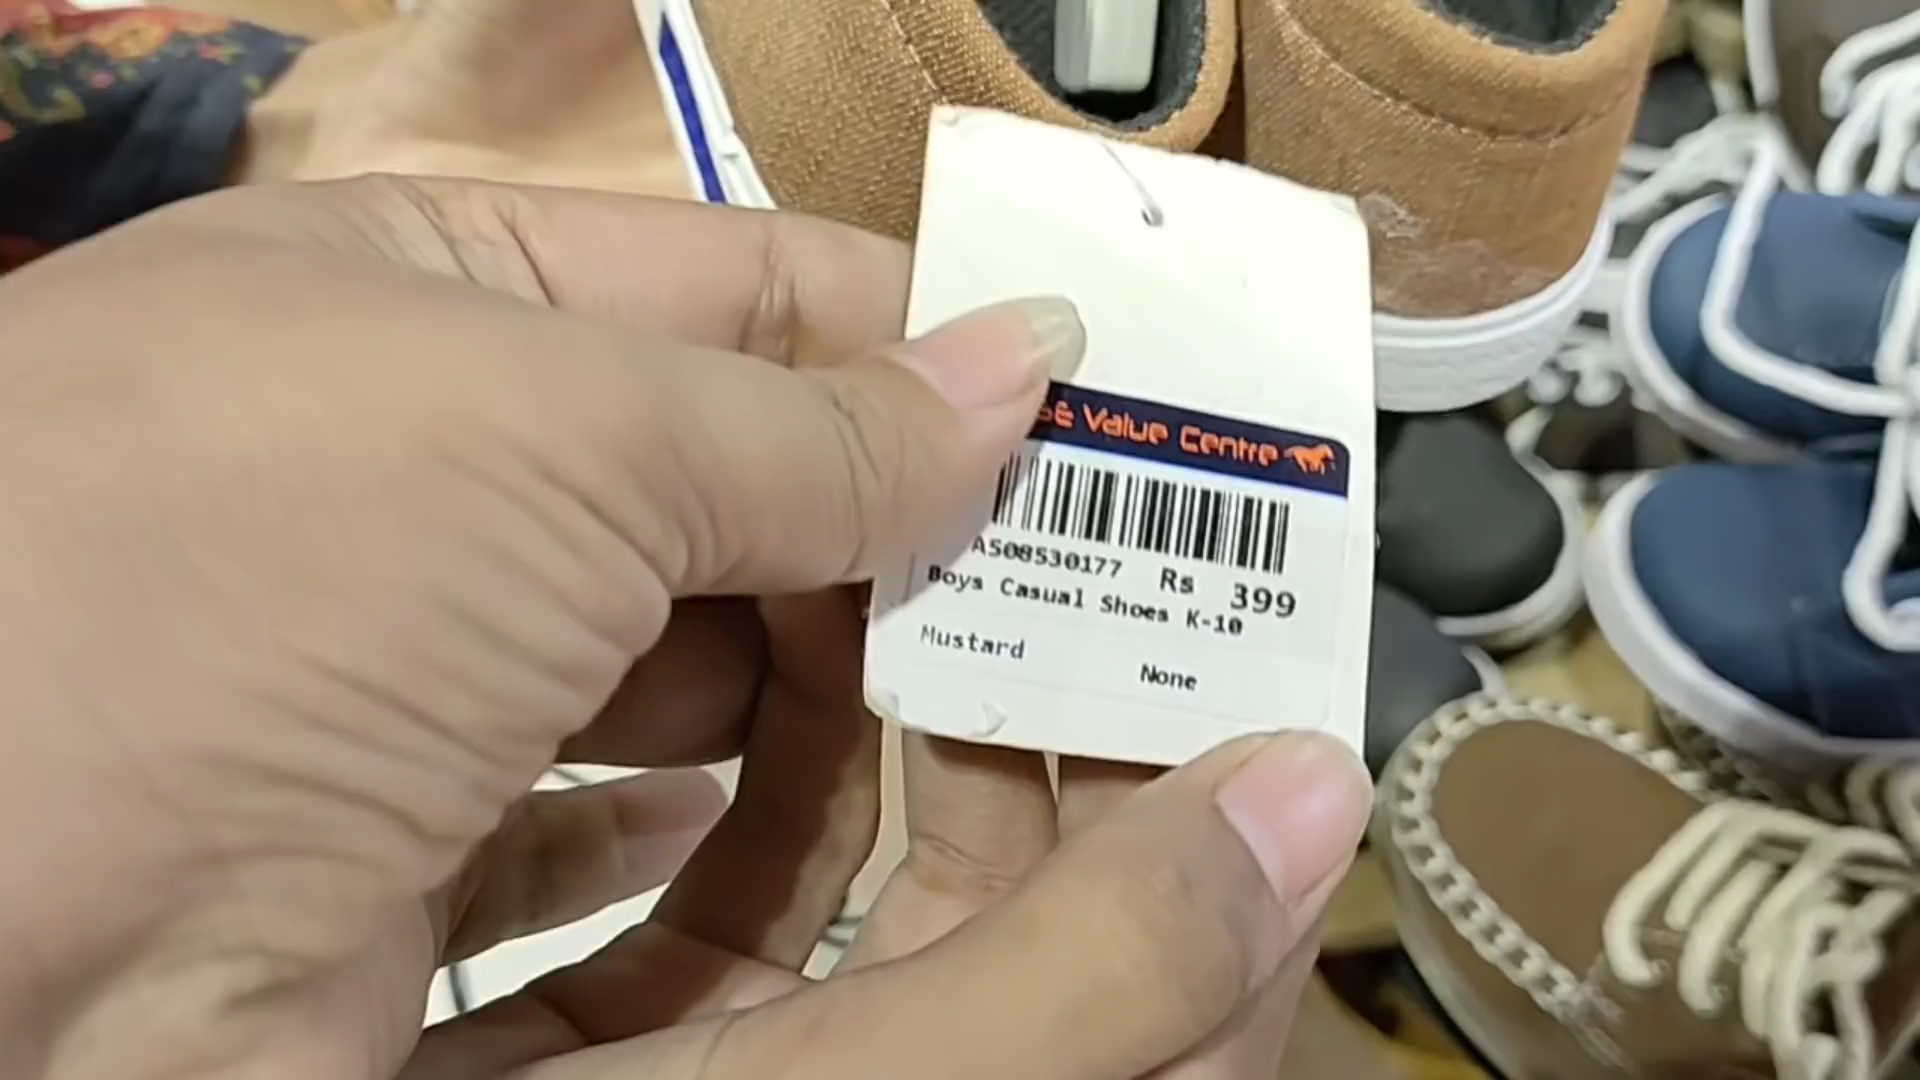 Value Centre
A508530177 Rs 399
Boys Casual Shoes K-10
Mustard
None